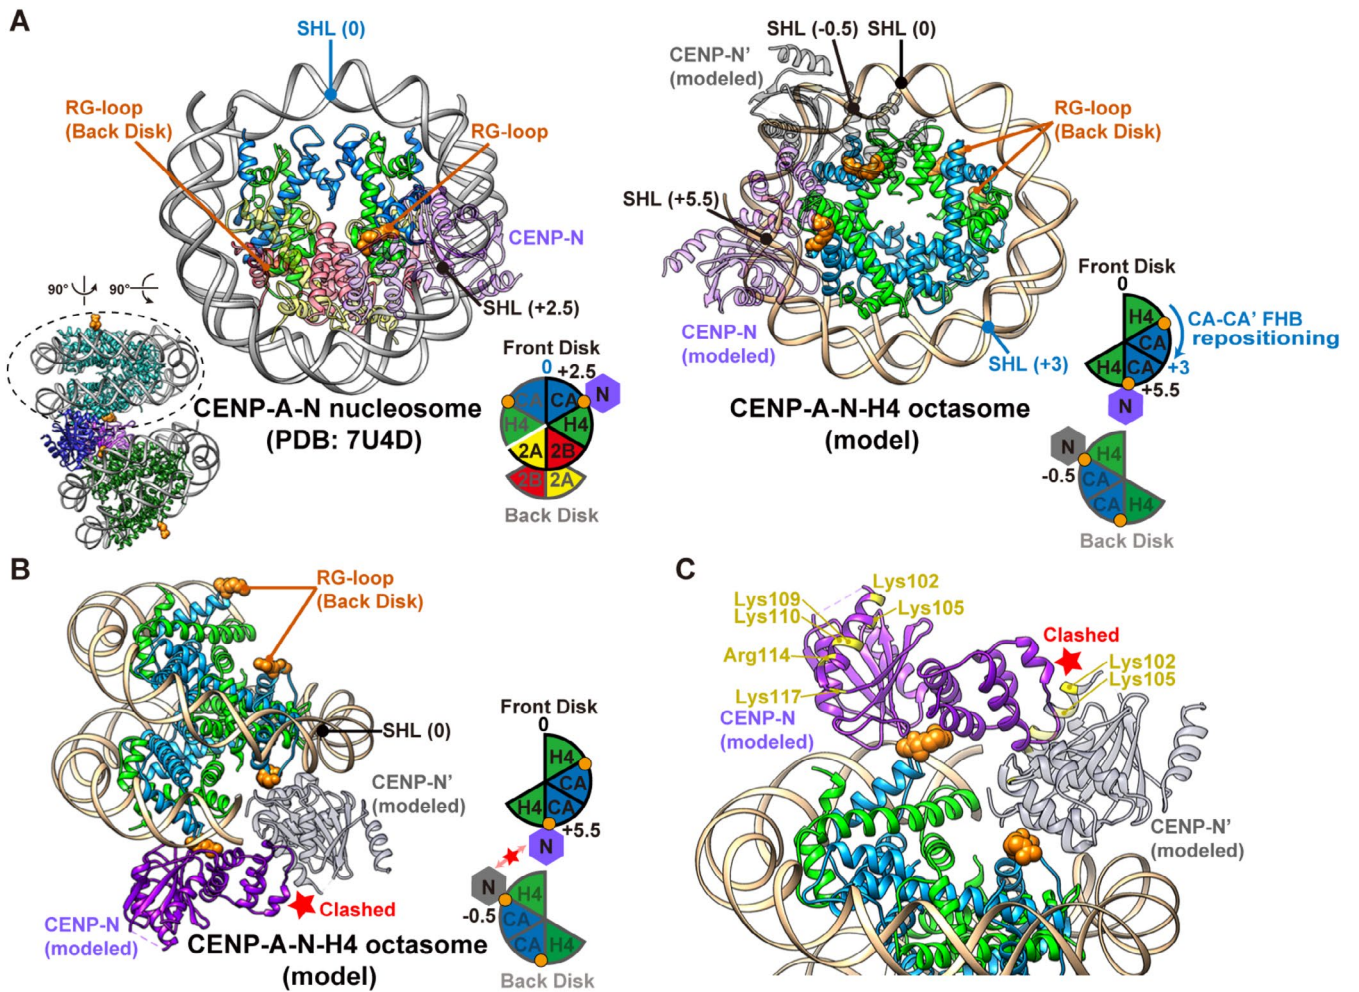 A
SHL (0)
RG-loop
(Back Disk)
RG-loop
CENP-N
SHL (+2.5)
90°
90°
CENP-A-N nucleosome
(PDB: 7U4D)
Front Disk
0
+2.5
CA
CA
N
H4
H4
2A
2B
2B
2A
Back Disk
SHL (-0.5)
SHL (0)
CENP-N'
(modeled)
RG-loop
(Back Disk)
SHL (+5.5)
CENP-N
(modeled)
SHL (+3)
CENP-A-N-H4 octasome
(model)
Front Disk
0
H4
CA
CA-CA' FHB
repositioning
H4
CA
+3
+5.5
N
N
-0.5
H4
CA
CA
H4
Back Disk
B
RG-loop
(Back Disk)
SHL (0)
CENP-N'
(modeled)
Clashed
CENP-N
(modeled)
CENP-A-N-H4 octasome
(model)
Front Disk
0
H4
CA
H4
CA
+5.5
N
N
-0.5
H4
CA
CA
H4
Back Disk
C
Lys102
Lys109
Lys110
Lys105
Arg114
Lys117
CENP-N
(modeled)
Clashed
Lys102
Lys105
CENP-N'
(modeled)